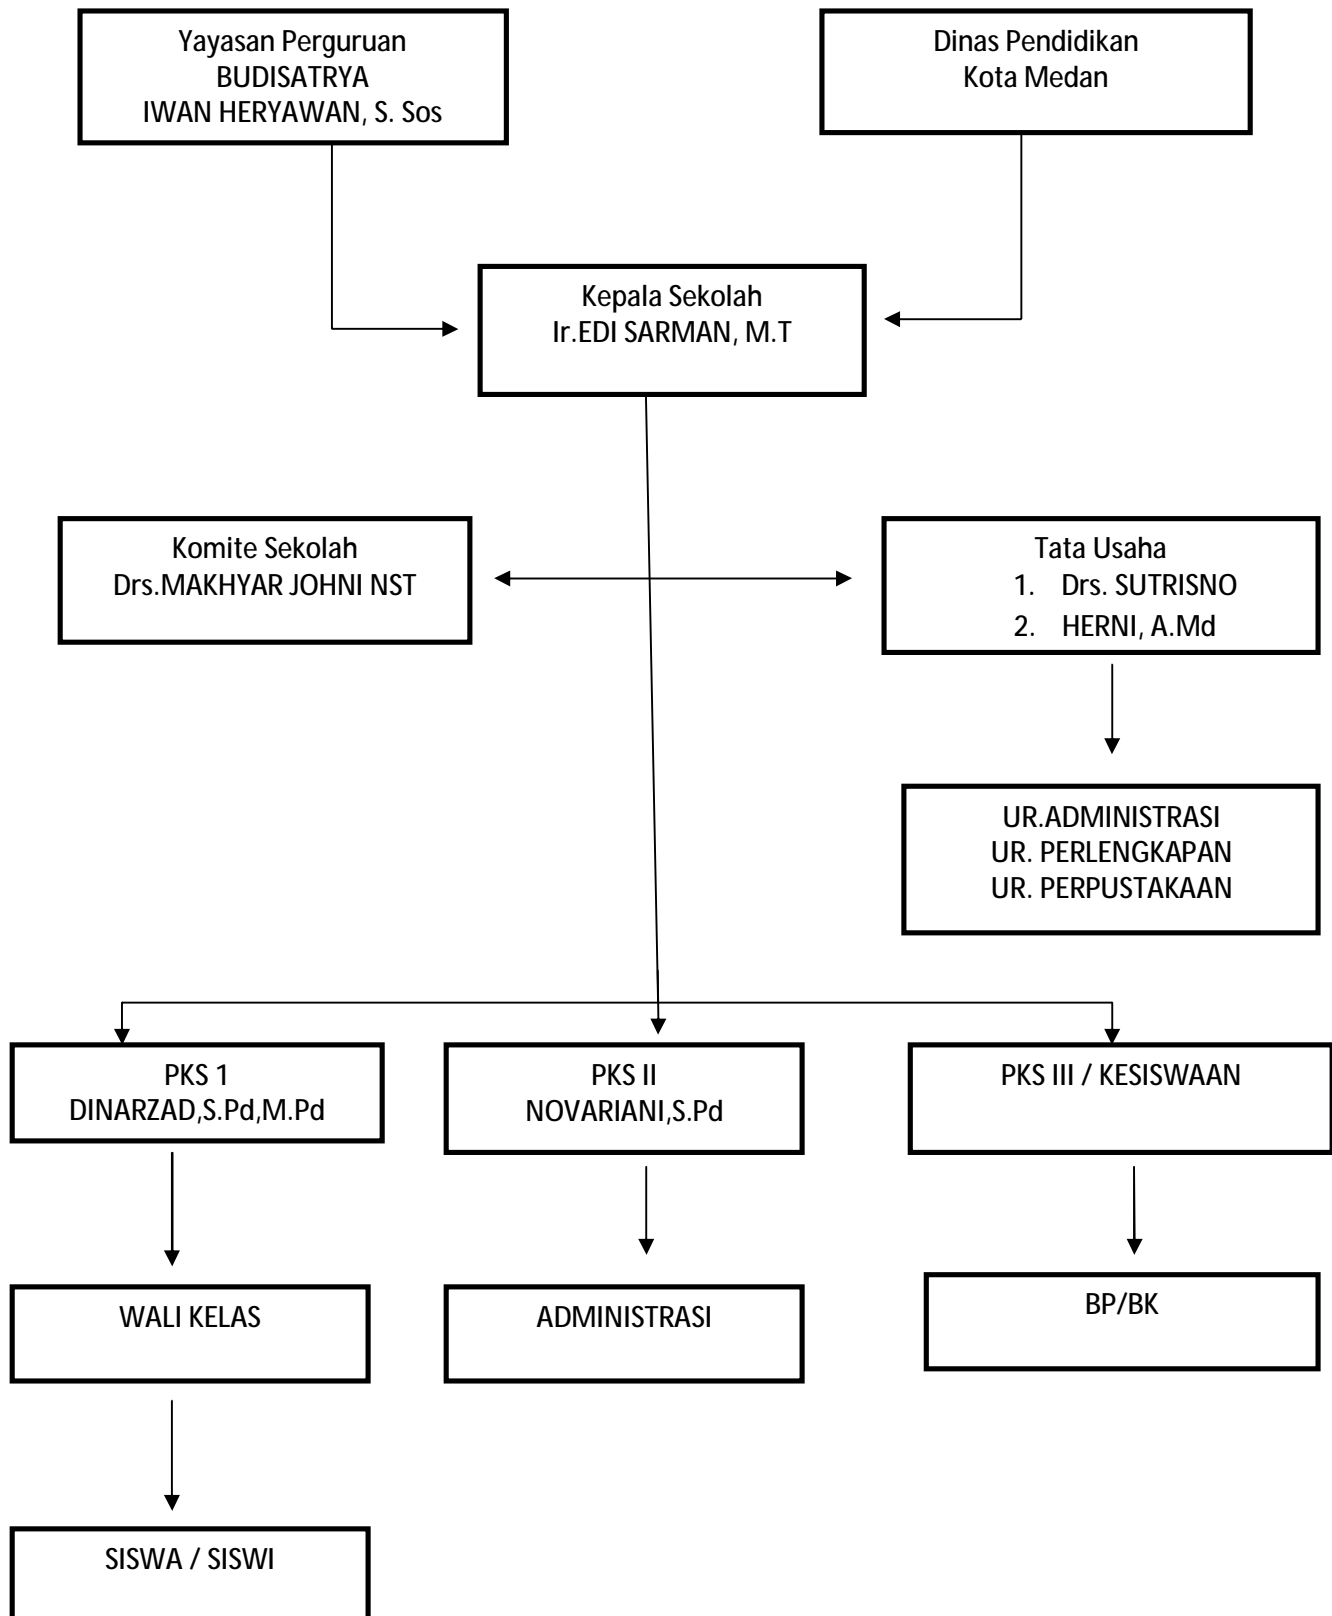 Yayasan Perguruan
BUDISATRYA
IWAN HERYAWAN, S. Sos
Dinas Pendidikan
Kota Medan
Kepala Sekolah
Ir.EDI SARMAN, M.T
Komite Sekolah
Drs.MAKHYAR JOHNI NST
Tata Usaha
1. Drs. SUTRISNO
2. HERNI, A.Md
UR.ADMINISTRASI
UR. PERLENGKAPAN
UR. PERPUSTAKAAN
PKS 1
DINARZAD,S.Pd,M.Pd
PKS II
NOVARIANI,S.Pd
PKS III / KESISWAAN
WALI KELAS
ADMINISTRASI
BP/BK
SISWA / SISWI